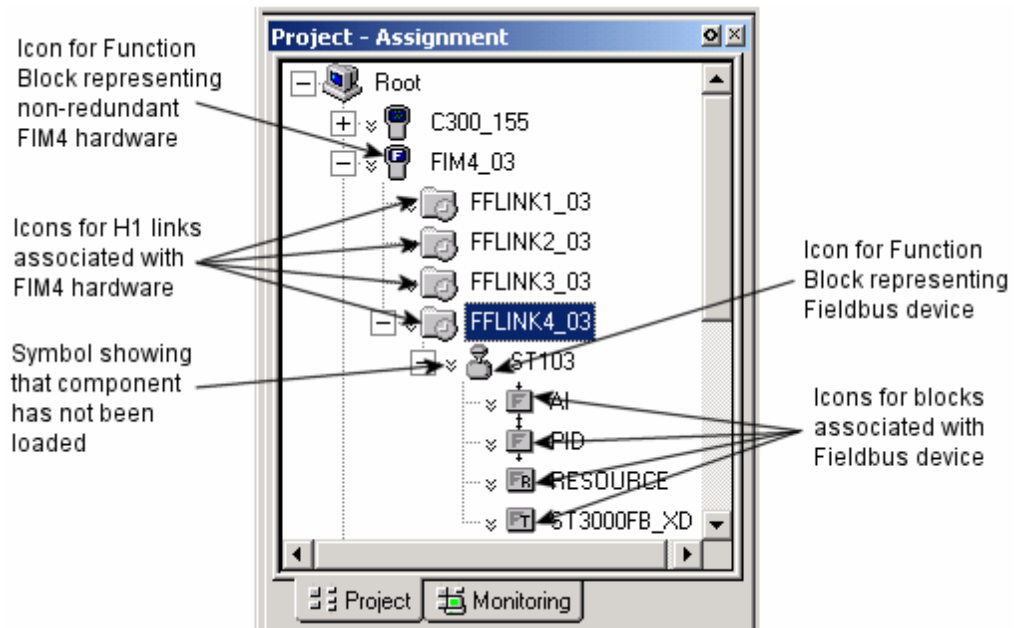 Icon for Function
Block representing
non-redundant
FIM4 hardware
Icons for H1 links
associated with
FIM4 hardware
Symbol showing
that component
has not been
loaded
Project - Assignment
Root
C300_155
FIM4_03
FFLINK1_03
FFLINK2_03
FFLINK3_03
FFLINK4_03
ST103
F AI
F PID
FR RESOURCE
FT ST3000FB_XD
Project
Monitoring
Icon for Function
Block representing
Fieldbus device
Icons for blocks
associated with
Fieldbus device